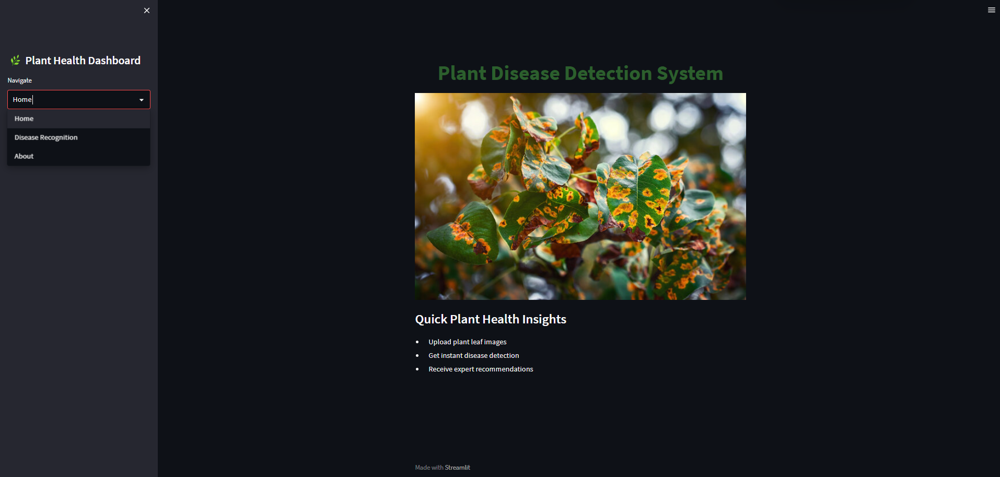 Plant Health Dashboard
Navigate
Home
Home
Disease Recognition
About
Plant Disease Detection System
Quick Plant Health Insights
Upload plant leaf images
Get instant disease detection
Receive expert recommendations
Made with Streamlit